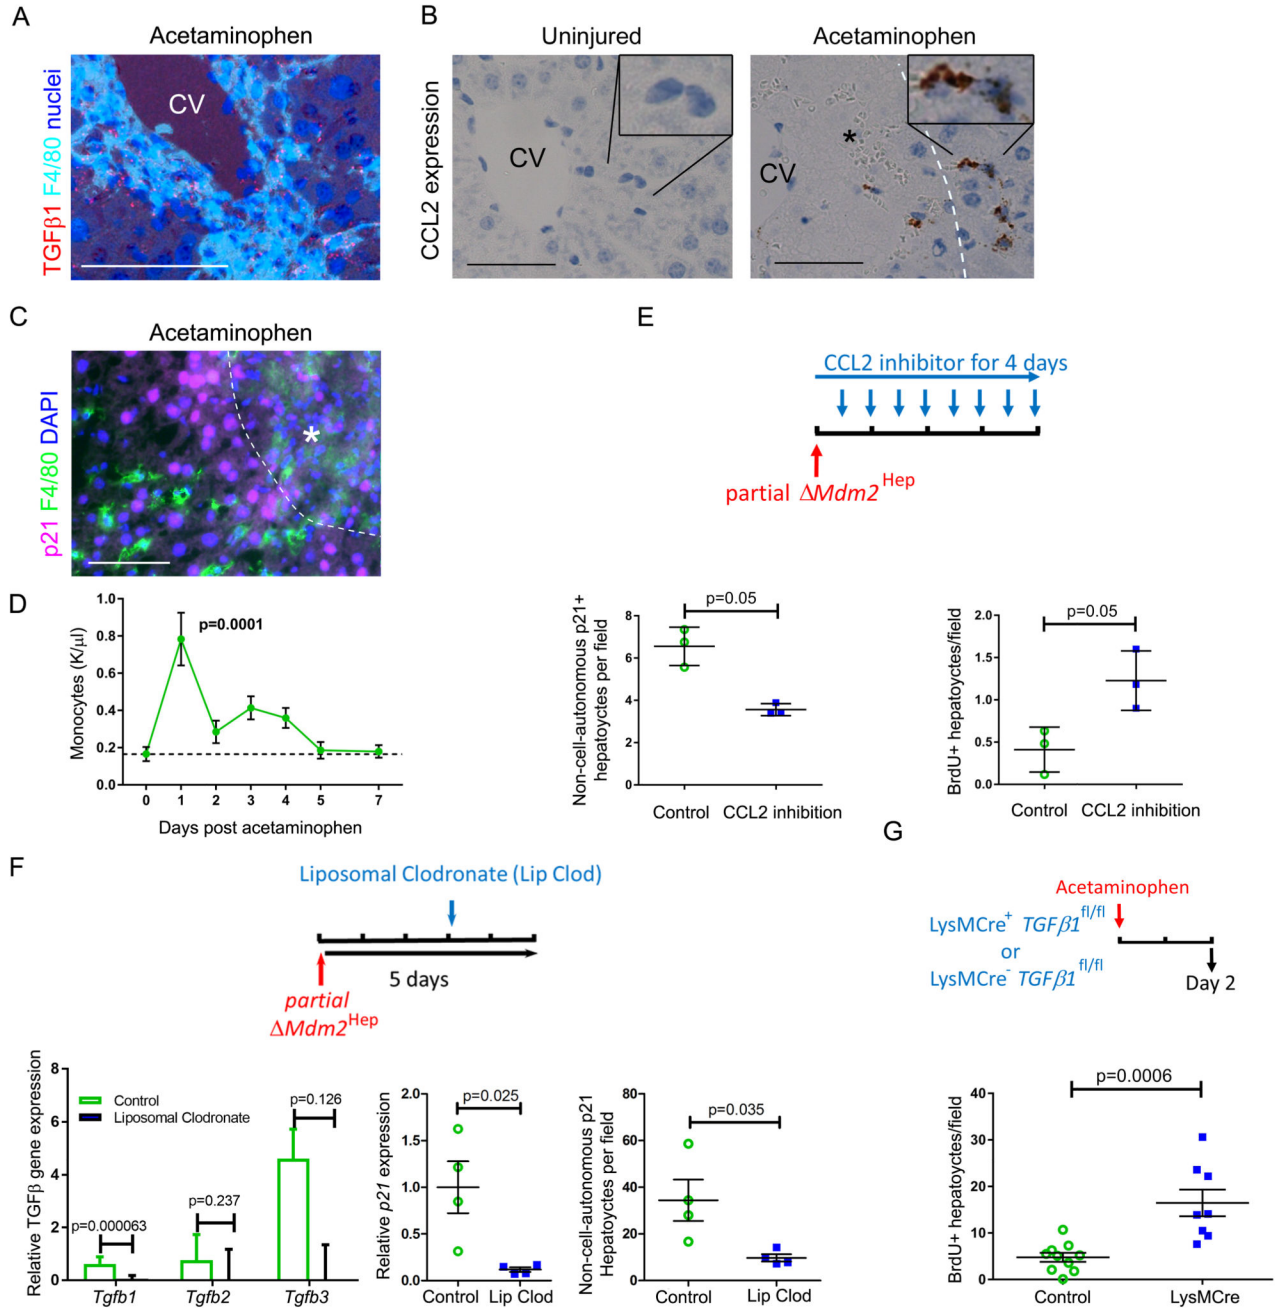 A
Acetaminophen
TGFβ1 F4/80 nuclei
CV
B
Uninjured
Acetaminophen
CCL2 expression
CV
CV
*
C
Acetaminophen
p21 F4/80 DAPI
*
E
CCL2 inhibitor for 4 days
partial ΔMdm2Hep
D
Monocytes (K/µl)
1.0
0.8
0.6
0.4
0.2
0.0
p=0.0001
0 1 2 3 4 5 7
Days post acetaminophen
Non-cell-autonomous p21+
hepatoyctes per field
8
6
4
2
0
p=0.05
Control CCL2 inhibition
BrdU+ hepatoyctes/field
2.0
1.5
1.0
0.5
0.0
p=0.05
Control CCL2 inhibition
F
Liposomal Clodronate (Lip Clod)
5 days
partial
ΔMdm2Hep
G
Acetaminophen
LysMCre+ TGFβ1fl/fl
or
LysMCre- TGFβ1fl/fl
Day 2
Relative TGFβ gene expression
8
6
4
2
0
Control
Liposomal Clodronate
p=0.000063
p=0.237
p=0.126
Tgfb1 Tgfb2 Tgfb3
Relative p21 expression
2.0
1.5
1.0
0.5
0.0
p=0.025
Control Lip Clod
Non-cell-autonomous p21
Hepatoyctes per field
80
60
40
20
0
p=0.035
Control Lip Clod
BrdU+ hepatoyctes/field
40
30
20
10
0
p=0.0006
Control LysMCre